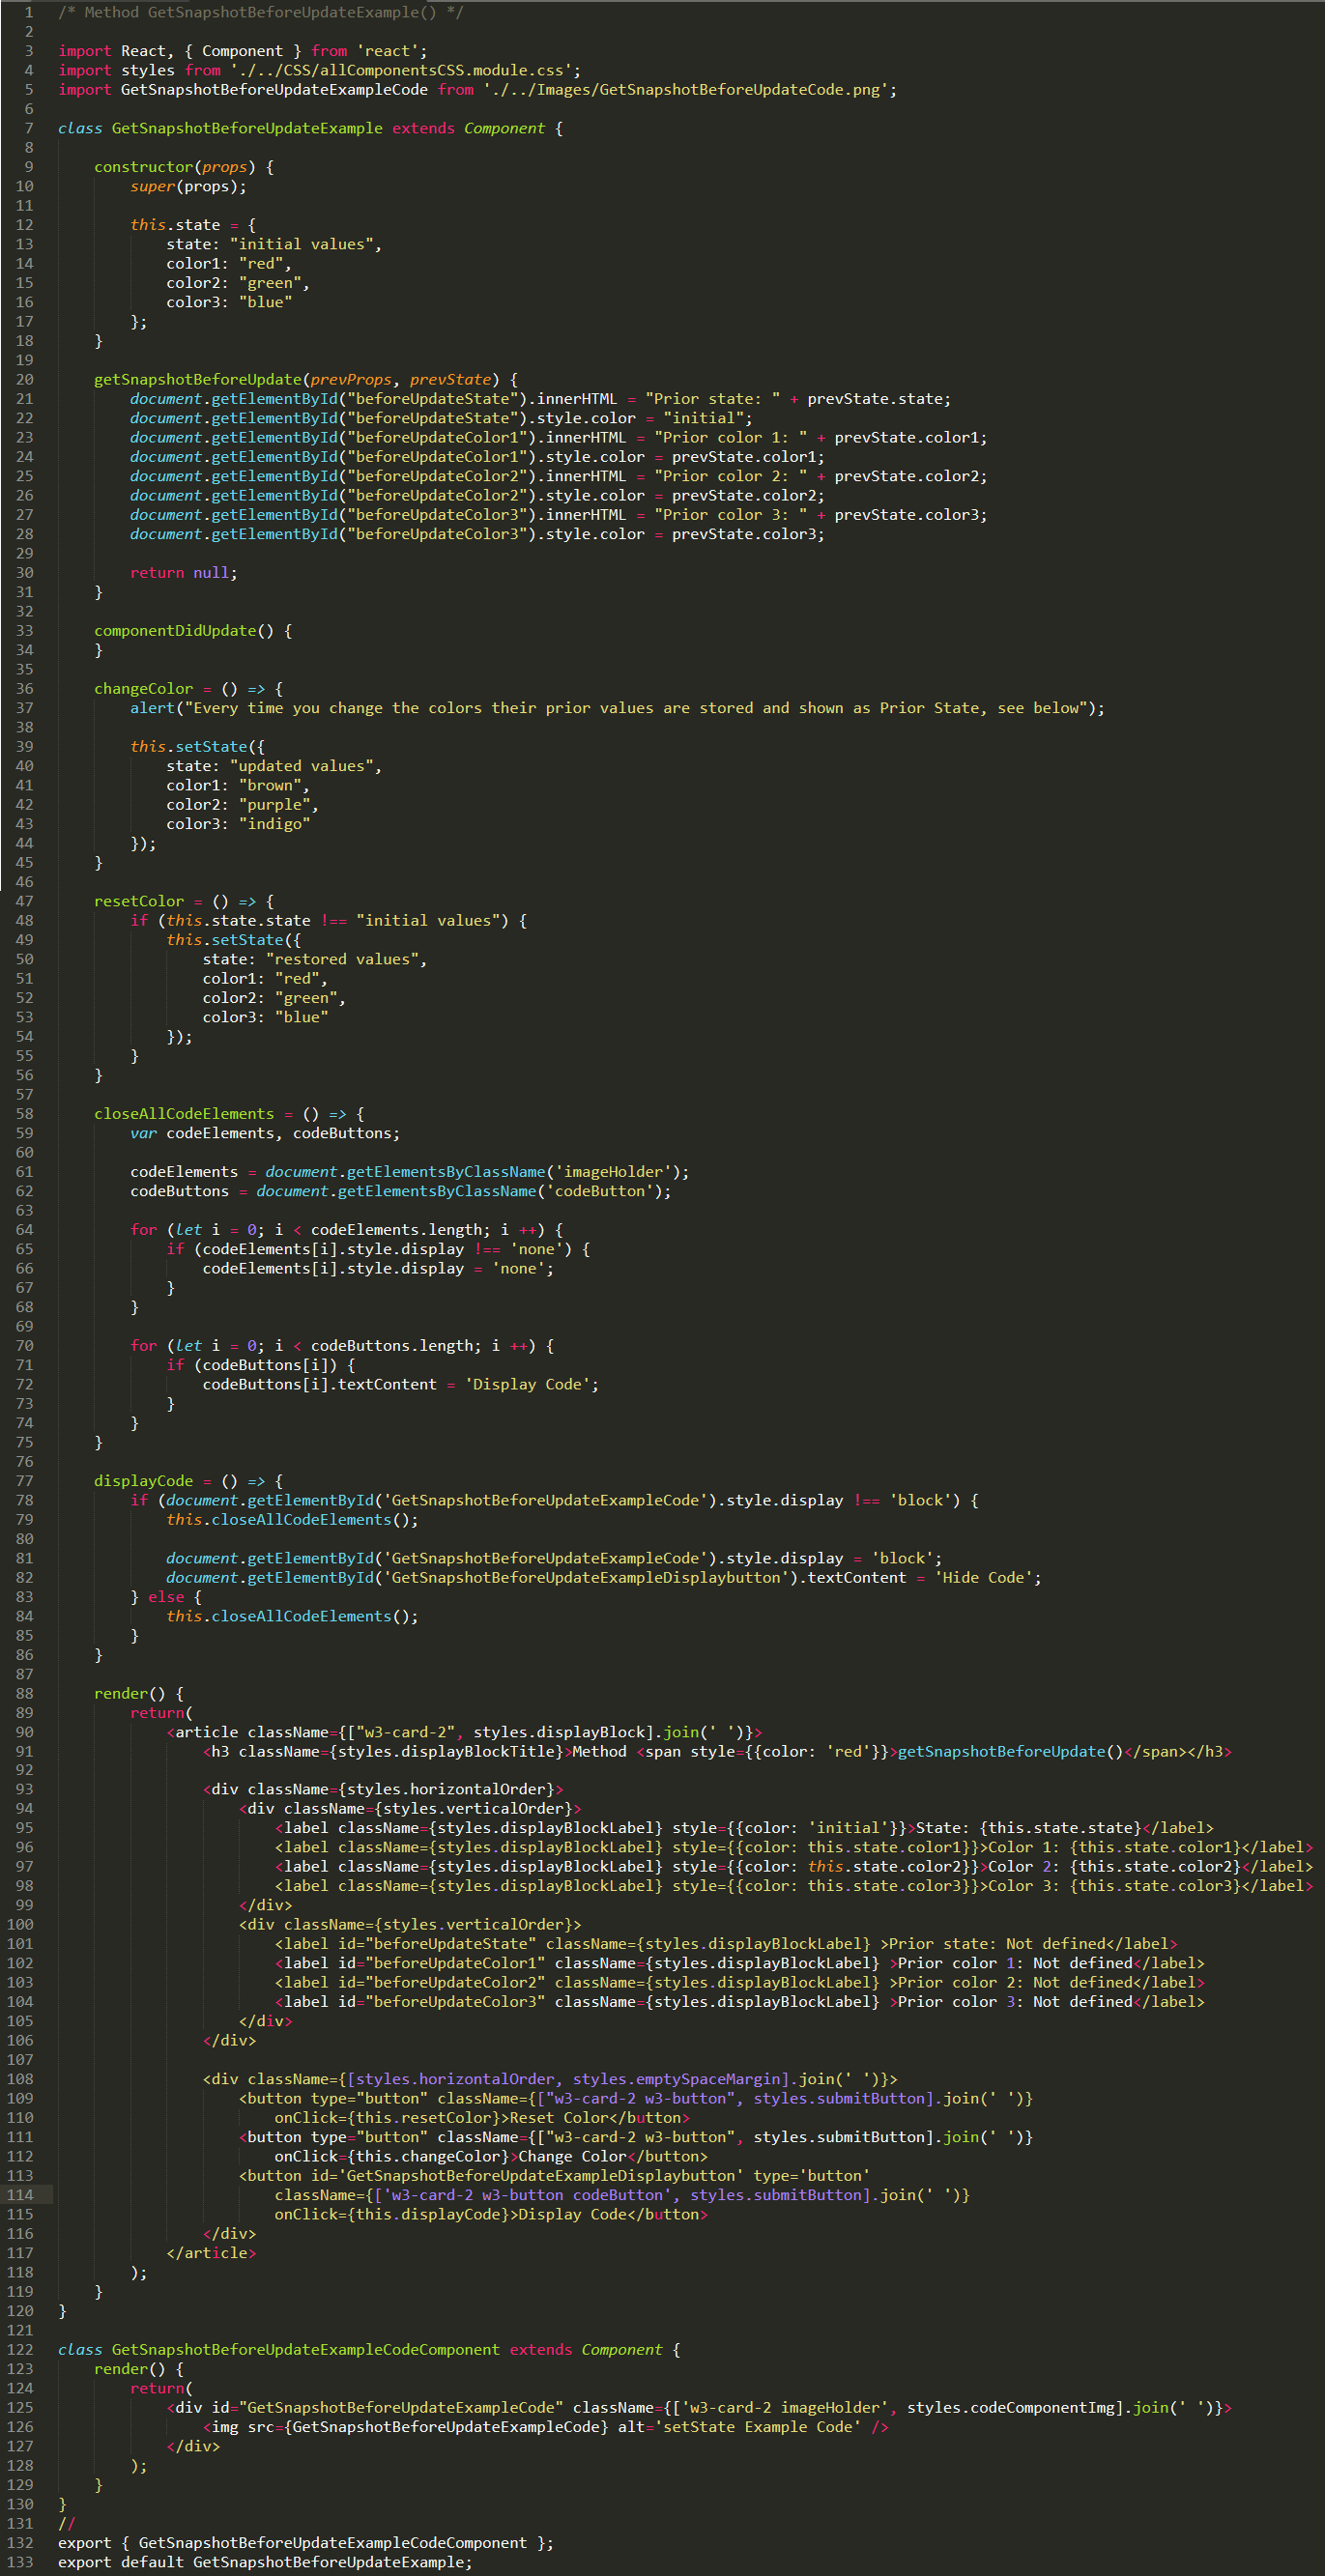 1 /* Method GetSnapshotBeforeUpdateExample() */
2
3 import React, { Component } from 'react';
4 import styles from './../CSS/allComponentsCSS.module.css';
5 import GetSnapshotBeforeUpdateExampleCode from './../Images/GetSnapshotBeforeUpdateCode.png';
6
7 class GetSnapshotBeforeUpdateExample extends Component {
8
9     constructor(props) {
10         super(props);
11
12         this.state = {
13             state: "initial values",
14             color1: "red",
15             color2: "green",
16             color3: "blue"
17         };
18     }
19
20     getSnapshotBeforeUpdate(prevProps, prevState) {
21         document.getElementById("beforeUpdateState").innerHTML = "Prior state: " + prevState.state;
22         document.getElementById("beforeUpdateState").style.color = "initial";
23         document.getElementById("beforeUpdateColor1").innerHTML = "Prior color 1: " + prevState.color1;
24         document.getElementById("beforeUpdateColor1").style.color = prevState.color1;
25         document.getElementById("beforeUpdateColor2").innerHTML = "Prior color 2: " + prevState.color2;
26         document.getElementById("beforeUpdateColor2").style.color = prevState.color2;
27         document.getElementById("beforeUpdateColor3").innerHTML = "Prior color 3: " + prevState.color3;
28         document.getElementById("beforeUpdateColor3").style.color = prevState.color3;
29
30         return null;
31     }
32
33     componentDidUpdate() {
34     }
35
36     changeColor = () => {
37         alert("Every time you change the colors their prior values are stored and shown as Prior State, see below");
38
39         this.setState({
40             state: "updated values",
41             color1: "brown",
42             color2: "purple",
43             color3: "indigo"
44         });
45     }
46
47     resetColor = () => {
48         if (this.state.state !== "initial values") {
49             this.setState({
50                 state: "restored values",
51                 color1: "red",
52                 color2: "green",
53                 color3: "blue"
54             });
55         }
56     }
57
58     closeAllCodeElements = () => {
59         var codeElements, codeButtons;
60
61         codeElements = document.getElementsByClassName('imageHolder');
62         codeButtons = document.getElementsByClassName('codeButton');
63
64         for (let i = 0; i < codeElements.length; i ++) {
65             if (codeElements[i].style.display !== 'none') {
66                 codeElements[i].style.display = 'none';
67             }
68         }
69
70         for (let i = 0; i < codeButtons.length; i ++) {
71             if (codeButtons[i]) {
72                 codeButtons[i].textContent = 'Display Code';
73             }
74         }
75     }
76
77     displayCode = () => {
78         if (document.getElementById('GetSnapshotBeforeUpdateExampleCode').style.display !== 'block') {
79             this.closeAllCodeElements();
80
81             document.getElementById('GetSnapshotBeforeUpdateExampleCode').style.display = 'block';
82             document.getElementById('GetSnapshotBeforeUpdateExampleDisplaybutton').textContent = 'Hide Code';
83         } else {
84             this.closeAllCodeElements();
85         }
86     }
87
88     render() {
89         return(
90             <article className={["w3-card-2", styles.displayBlock].join(' ')}>
91                 <h3 className={styles.displayBlockTitle}>Method <span style={{color: 'red'}}>getSnapshotBeforeUpdate()</span></h3>
92
93                 <div className={styles.horizontalOrder}>
94                     <div className={styles.verticalOrder}>
95                         <label className={styles.displayBlockLabel} style={{color: 'initial'}}>State: {this.state.state}</label>
96                         <label className={styles.displayBlockLabel} style={{color: this.state.color1}}>Color 1: {this.state.color1}</label>
97                         <label className={styles.displayBlockLabel} style={{color: this.state.color2}}>Color 2: {this.state.color2}</label>
98                         <label className={styles.displayBlockLabel} style={{color: this.state.color3}}>Color 3: {this.state.color3}</label>
99                     </div>
100                     <div className={styles.verticalOrder}>
101                         <label id="beforeUpdateState" className={styles.displayBlockLabel} >Prior state: Not defined</label>
102                         <label id="beforeUpdateColor1" className={styles.displayBlockLabel} >Prior color 1: Not defined</label>
103                         <label id="beforeUpdateColor2" className={styles.displayBlockLabel} >Prior color 2: Not defined</label>
104                         <label id="beforeUpdateColor3" className={styles.displayBlockLabel} >Prior color 3: Not defined</label>
105                     </div>
106                 </div>
107
108                 <div className={[styles.horizontalOrder, styles.emptySpaceMargin].join(' ')}>
109                     <button type="button" className={["w3-card-2 w3-button", styles.submitButton].join(' ')}
110                         onClick={this.resetColor}>Reset Color</button>
111                     <button type="button" className={["w3-card-2 w3-button", styles.submitButton].join(' ')}
112                         onClick={this.changeColor}>Change Color</button>
113                     <button id='GetSnapshotBeforeUpdateExampleDisplaybutton' type='button'
114                         className={['w3-card-2 w3-button codeButton', styles.submitButton].join(' ')}
115                         onClick={this.displayCode}>Display Code</button>
116                 </div>
117             </article>
118         );
119     }
120 }
121
122 class GetSnapshotBeforeUpdateExampleCodeComponent extends Component {
123     render() {
124         return(
125             <div id="GetSnapshotBeforeUpdateExampleCode" className={['w3-card-2 imageHolder', styles.codeComponentImg].join(' ')}>
126                 <img src={GetSnapshotBeforeUpdateExampleCode} alt='setState Example Code' />
127             </div>
128         );
129     }
130 }
131 //
132 export { GetSnapshotBeforeUpdateExampleCodeComponent };
133 export default GetSnapshotBeforeUpdateExample;